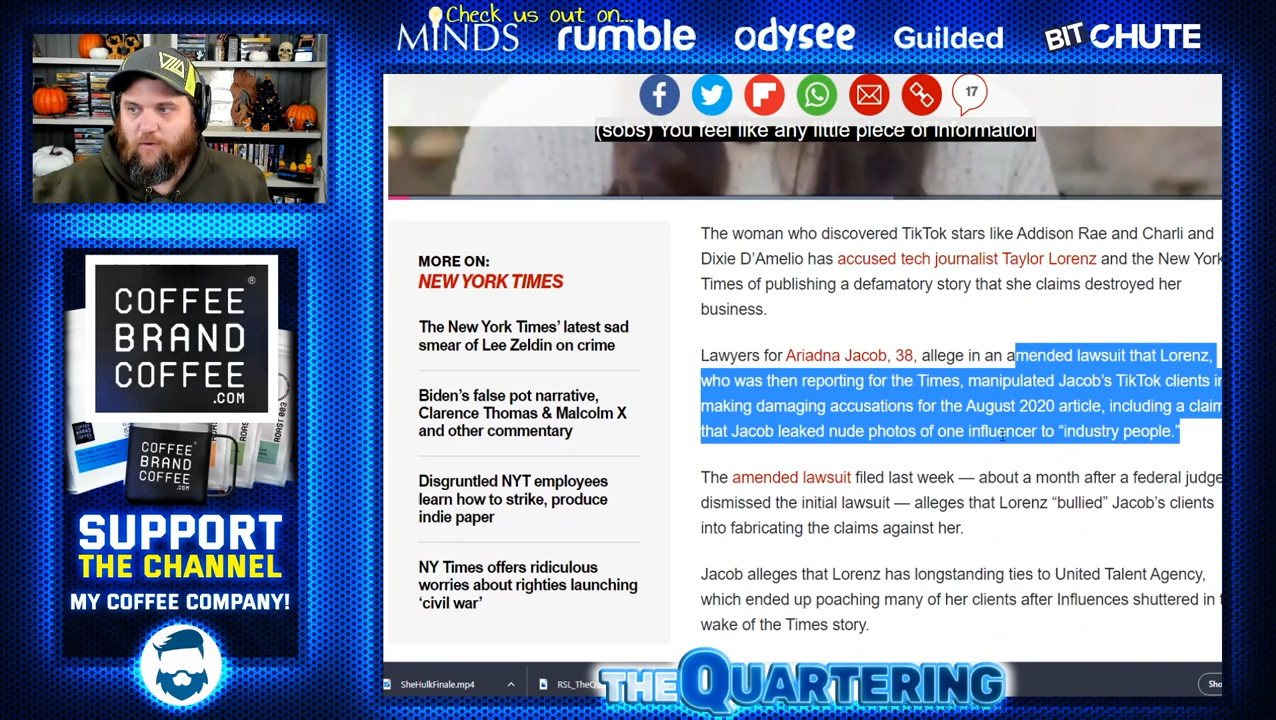 Check us out on...
MINDS rumble odysee Guilded BITCHUTE
17
(sobs) You feel like any little piece of information
COFFEE
BRAND
COFFEE®
.COM
COFFEE
BRAND
COFFEE
.COM
SUPPORT
THE CHANNEL
MY COFFEE COMPANY!
MORE ON:
NEW YORK TIMES
The New York Times’ latest sad
smear of Lee Zeldin on crime
Biden’s false pot narrative,
Clarence Thomas & Malcolm X
and other commentary
Disgruntled NYT employees
learn how to strike, produce
indie paper
NY Times offers ridiculous
worries about righties launching
‘civil war’
The woman who discovered TikTok stars like Addison Rae and Charli and
Dixie D’Amelio has accused tech journalist Taylor Lorenz and the New York
Times of publishing a defamatory story that she claims destroyed her
business.
Lawyers for Ariadna Jacob, 38, allege in an amended lawsuit that Lorenz,
who was then reporting for the Times, manipulated Jacob’s TikTok clients in
making damaging accusations for the August 2020 article, including a claim
that Jacob leaked nude photos of one influencer to “industry people.”
The amended lawsuit filed last week — about a month after a federal judge
dismissed the initial lawsuit — alleges that Lorenz “bullied” Jacob’s clients
into fabricating the claims against her.
Jacob alleges that Lorenz has longstanding ties to United Talent Agency,
which ended up poaching many of her clients after Influences shuttered in t
wake of the Times story.
SheHulkFinale.mp4
RSL_TheQ
Sho
THEQUARTERING